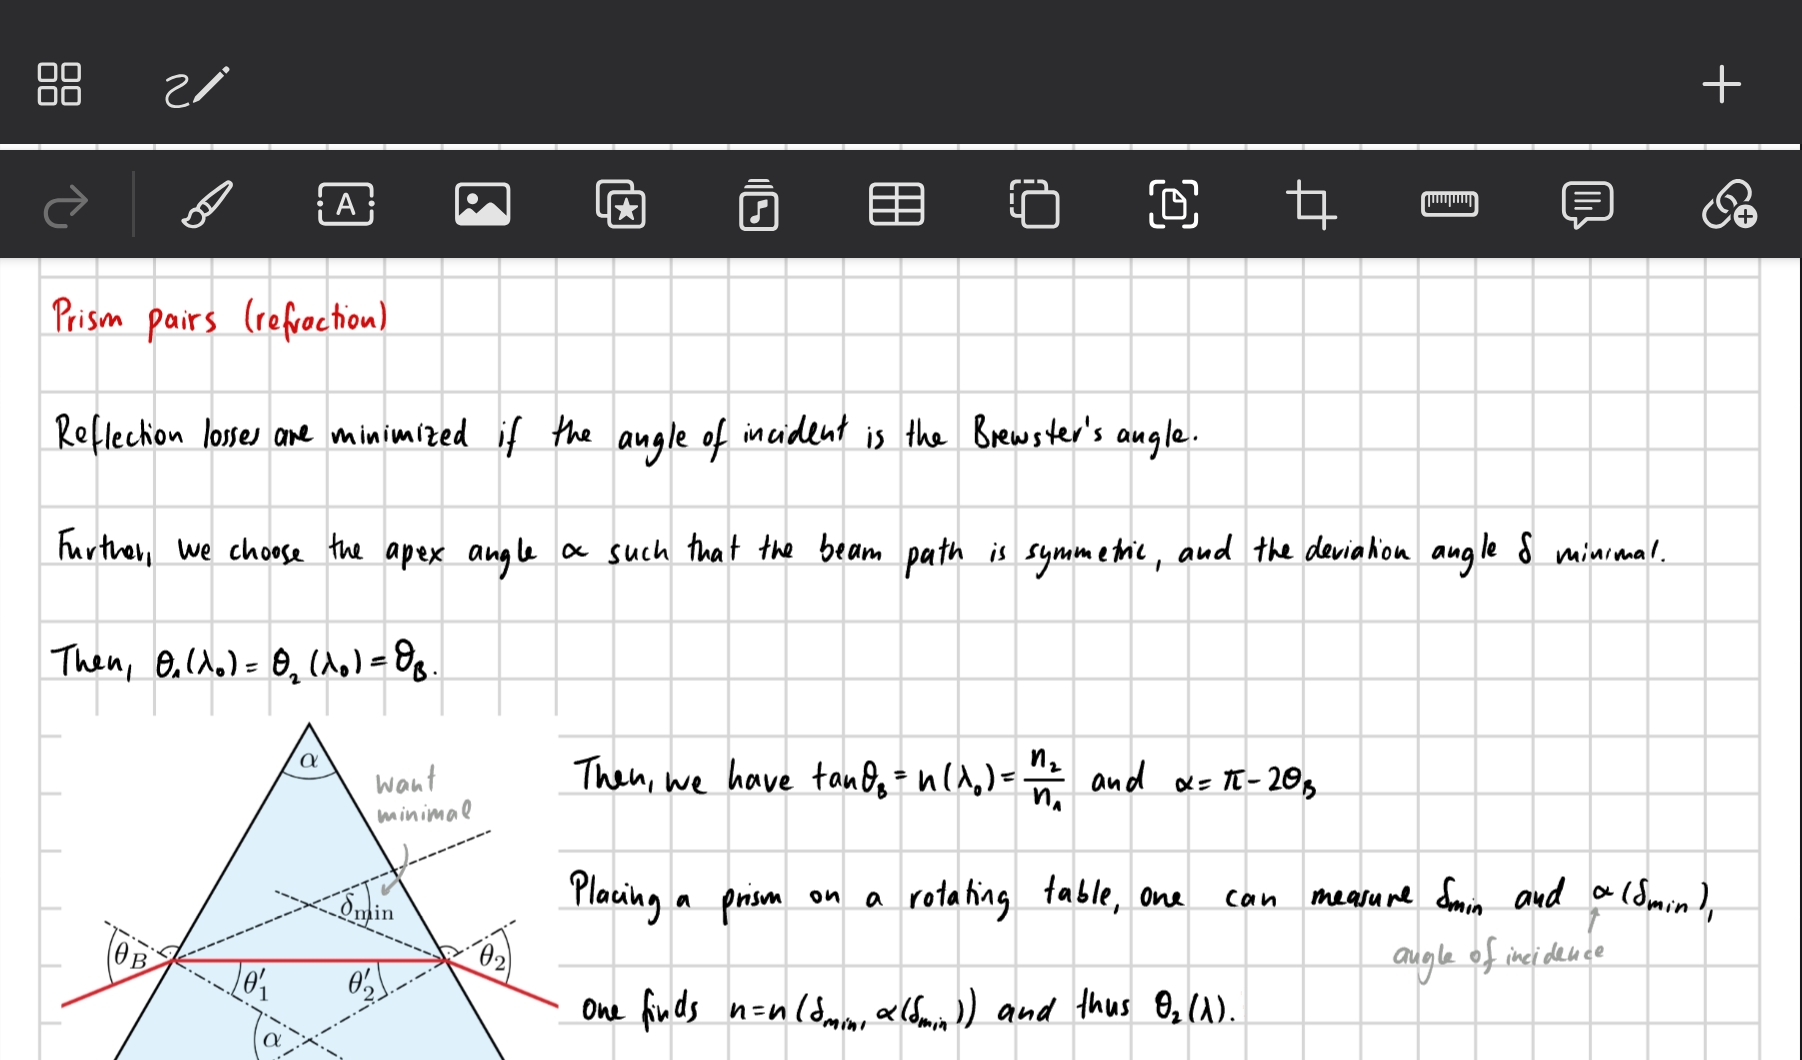 A
Prism pairs (refraction)
Reflection losses are minimized if the angle of incident is the Brewster's angle.
Further, we choose the apex angle α such that the beam path is symmetric, and the deviation angle δ minimal.
Then, θ₁(λ₀) = θ₂(λ₀) = θ_B.
α
want
minimal
Then, we have tanθ_B = n(λ₀) = n₂/n₁ and α = π - 2θ_B
δ_min
Placing a prism on a rotating table, one can measure δ_min and α(δ_min),
angle of incidence
θ_B
θ'₁
θ'₂
θ₂
one finds n = n(δ_min, α(δ_min)) and thus θ₂(λ).
α